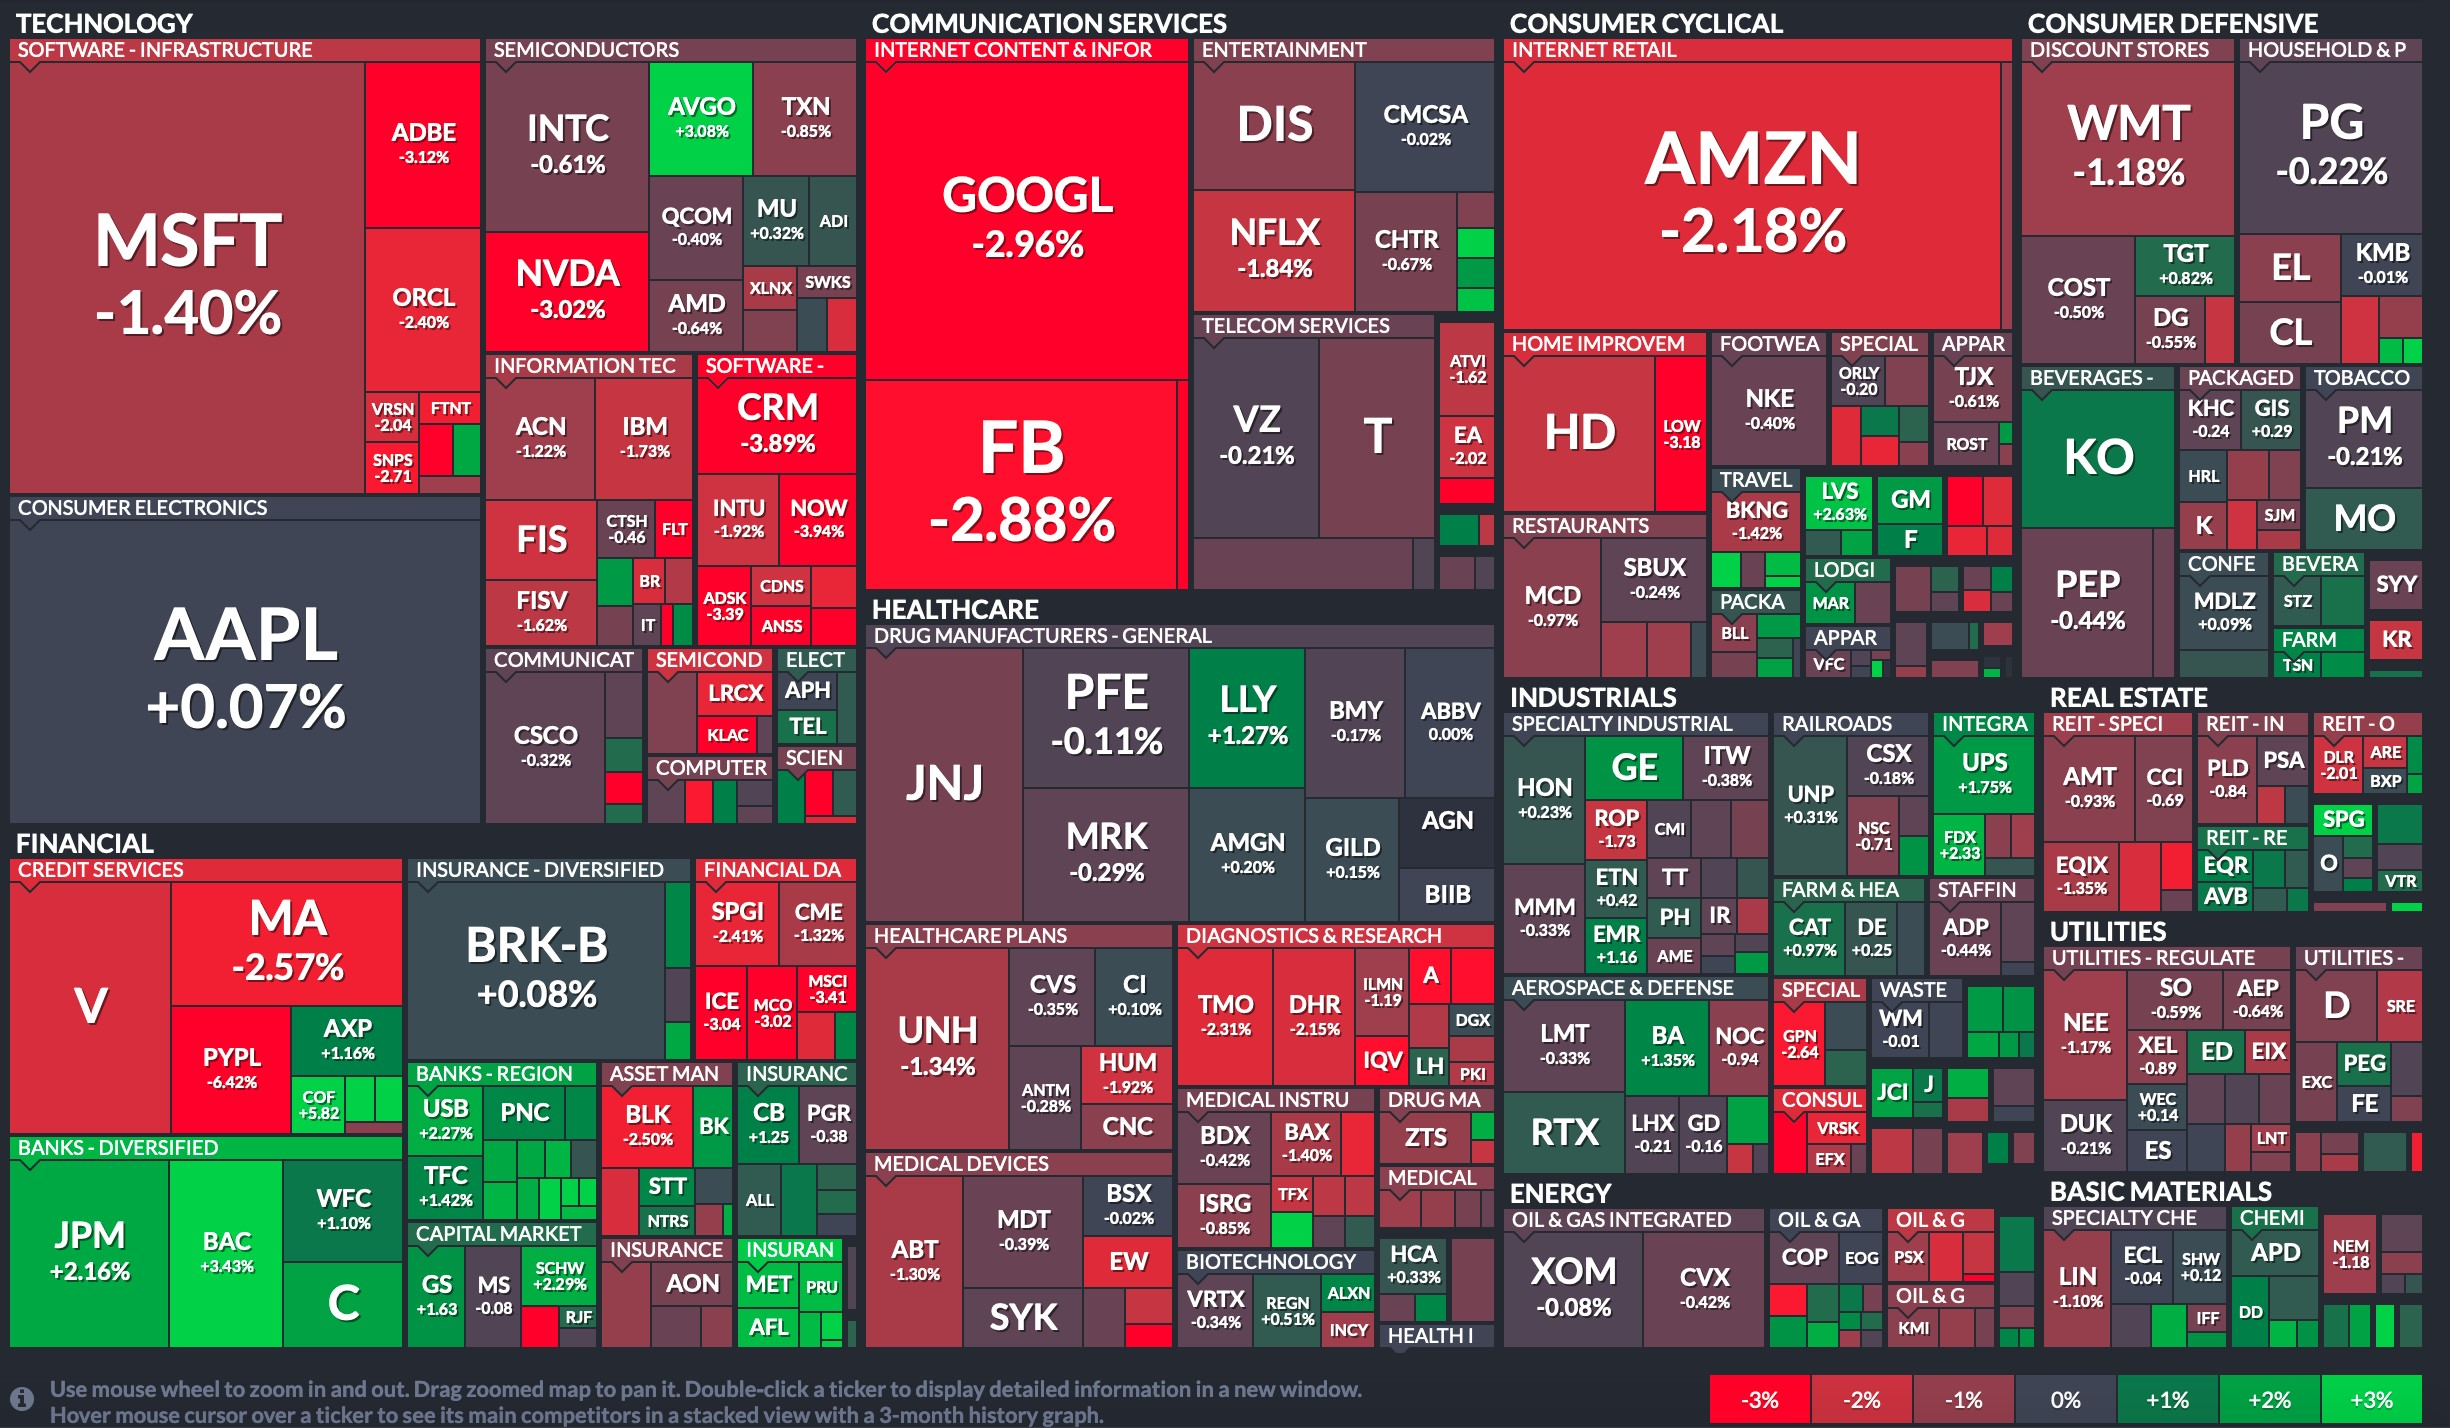 TECHNOLOGY
SOFTWARE - INFRASTRUCTURE
MSFT
-1.40%
ADBE
-3.12%
ORCL
-2.40%
VRSN
-2.04
FTNT
SNPS
-2.71
CONSUMER ELECTRONICS
AAPL
+0.07%
SEMICONDUCTORS
INTC
-0.61%
AVGO
+3.08%
TXN
-0.85%
NVDA
-3.02%
QCOM
-0.40%
MU
+0.32%
ADI
AMD
-0.64%
XLNX
SWKS
INFORMATION TEC
ACN
-1.22%
IBM
-1.73%
FIS
CTSH
-0.46
FLT
FISV
-1.62%
BR
IT
SOFTWARE -
CRM
-3.89%
INTU
-1.92%
NOW
-3.94%
ADSK
-3.39
CDNS
ANSS
COMMUNICAT
CSCO
-0.32%
SEMICOND
LRCX
KLAC
ELECT
APH
TEL
COMPUTER
SCIEN
FINANCIAL
CREDIT SERVICES
V
MA
-2.57%
PYPL
-6.42%
AXP
+1.16%
COF
+5.82
BANKS - DIVERSIFIED
JPM
+2.16%
BAC
+3.43%
WFC
+1.10%
C
INSURANCE - DIVERSIFIED
BRK-B
+0.08%
FINANCIAL DA
SPGI
-2.41%
CME
-1.32%
ICE
-3.04
MCO
-3.02
MSCI
-3.41
BANKS - REGION
USB
+2.27%
PNC
TFC
+1.42%
CAPITAL MARKET
GS
+1.63
MS
-0.08
SCHW
+2.29%
RJF
ASSET MAN
BLK
-2.50%
BK
STT
NTRS
INSURANCE
AON
INSURANC
CB
+1.25
PGR
-0.38
ALL
INSURAN
MET
PRU
AFL
COMMUNICATION SERVICES
INTERNET CONTENT & INFOR
GOOGL
-2.96%
FB
-2.88%
ENTERTAINMENT
DIS
CMCSA
-0.02%
NFLX
-1.84%
CHTR
-0.67%
TELECOM SERVICES
VZ
-0.21%
T
ATVI
-1.62
EA
-2.02
HEALTHCARE
DRUG MANUFACTURERS - GENERAL
JNJ
PFE
-0.11%
LLY
+1.27%
BMY
-0.17%
ABBV
0.00%
MRK
-0.29%
AMGN
+0.20%
GILD
+0.15%
AGN
BIIB
HEALTHCARE PLANS
UNH
-1.34%
CVS
-0.35%
CI
+0.10%
ANTM
-0.28%
HUM
-1.92%
CNC
DIAGNOSTICS & RESEARCH
TMO
-2.31%
DHR
-2.15%
ILMN
-1.19
A
DGX
IQV
LH
PKI
MEDICAL DEVICES
ABT
-1.30%
MDT
-0.39%
BSX
-0.02%
EW
SYK
MEDICAL INSTRU
BDX
-0.42%
BAX
-1.40%
ISRG
-0.85%
TFX
DRUG MA
ZTS
MEDICAL
HCA
+0.33%
BIOTECHNOLOGY
VRTX
-0.34%
REGN
+0.51%
ALXN
INCY
HEALTH I
CONSUMER CYCLICAL
INTERNET RETAIL
AMZN
-2.18%
HOME IMPROVEM
HD
LOW
-3.18
FOOTWEA
NKE
-0.40%
SPECIAL
ORLY
-0.20
APPAR
TJX
-0.61%
ROST
RESTAURANTS
MCD
-0.97%
SBUX
-0.24%
TRAVEL
BKNG
-1.42%
LVS
+2.63%
GM
F
LODGI
MAR
PACKA
BLL
APPAR
VFC
CONSUMER DEFENSIVE
DISCOUNT STORES
WMT
-1.18%
COST
-0.50%
TGT
+0.82%
DG
-0.55%
HOUSEHOLD & P
PG
-0.22%
EL
KMB
-0.01%
CL
BEVERAGES -
KO
PEP
-0.44%
PACKAGED
KHC
-0.24
GIS
+0.29
HRL
K
SJM
TOBACCO
PM
-0.21%
MO
CONFE
MDLZ
+0.09%
BEVERA
STZ
FARM
TSN
SYY
KR
INDUSTRIALS
SPECIALTY INDUSTRIAL
HON
+0.23%
GE
ITW
-0.38%
ROP
-1.73
CMI
MMM
-0.33%
ETN
+0.42
TT
PH
IR
EMR
+1.16
AME
RAILROADS
UNP
+0.31%
CSX
-0.18%
NSC
-0.71
INTEGRA
UPS
+1.75%
FDX
+2.33
FARM & HEA
CAT
+0.97%
DE
+0.25
STAFFIN
ADP
-0.44%
AEROSPACE & DEFENSE
LMT
-0.33%
BA
+1.35%
NOC
-0.94
RTX
LHX
-0.21
GD
-0.16
SPECIAL
GPN
-2.64
WASTE
WM
-0.01
CONSUL
VRSK
EFX
JCI
J
ENERGY
OIL & GAS INTEGRATED
XOM
-0.08%
CVX
-0.42%
OIL & GA
COP
EOG
OIL & G
PSX
OIL & G
KMI
REAL ESTATE
REIT - SPECI
AMT
-0.93%
CCI
-0.69
EQIX
-1.35%
REIT - IN
PLD
-0.84
PSA
REIT - O
DLR
-2.01
ARE
BXP
REIT - RE
EQR
AVB
SPG
O
VTR
UTILITIES
UTILITIES - REGULATE
NEE
-1.17%
SO
-0.59%
AEP
-0.64%
XEL
-0.89
ED
EIX
DUK
-0.21%
WEC
+0.14
ES
LNT
UTILITIES -
D
SRE
EXC
PEG
FE
BASIC MATERIALS
SPECIALTY CHE
LIN
-1.10%
ECL
-0.04
SHW
+0.12
IFF
CHEMI
APD
DD
NEM
-1.18
Use mouse wheel to zoom in and out. Drag zoomed map to pan it. Double-click a ticker to display detailed information in a new window.
Hover mouse cursor over a ticker to see its main competitors in a stacked view with a 3-month history graph.
-3% -2% -1% 0% +1% +2% +3%